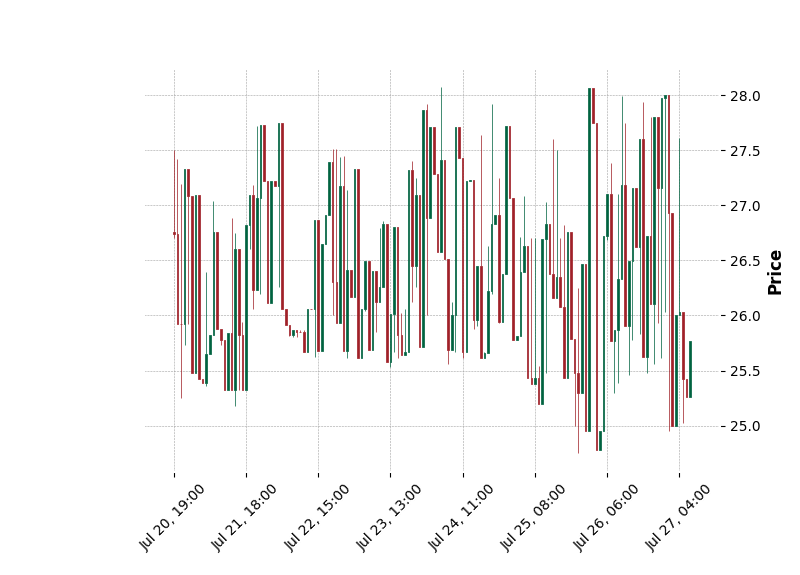 28.0
27.5
27.0
26.5
26.0
25.5
25.0
Price
Jul 20, 19:00
Jul 21, 18:00
Jul 22, 15:00
Jul 23, 13:00
Jul 24, 11:00
Jul 25, 08:00
Jul 26, 06:00
Jul 27, 04:00